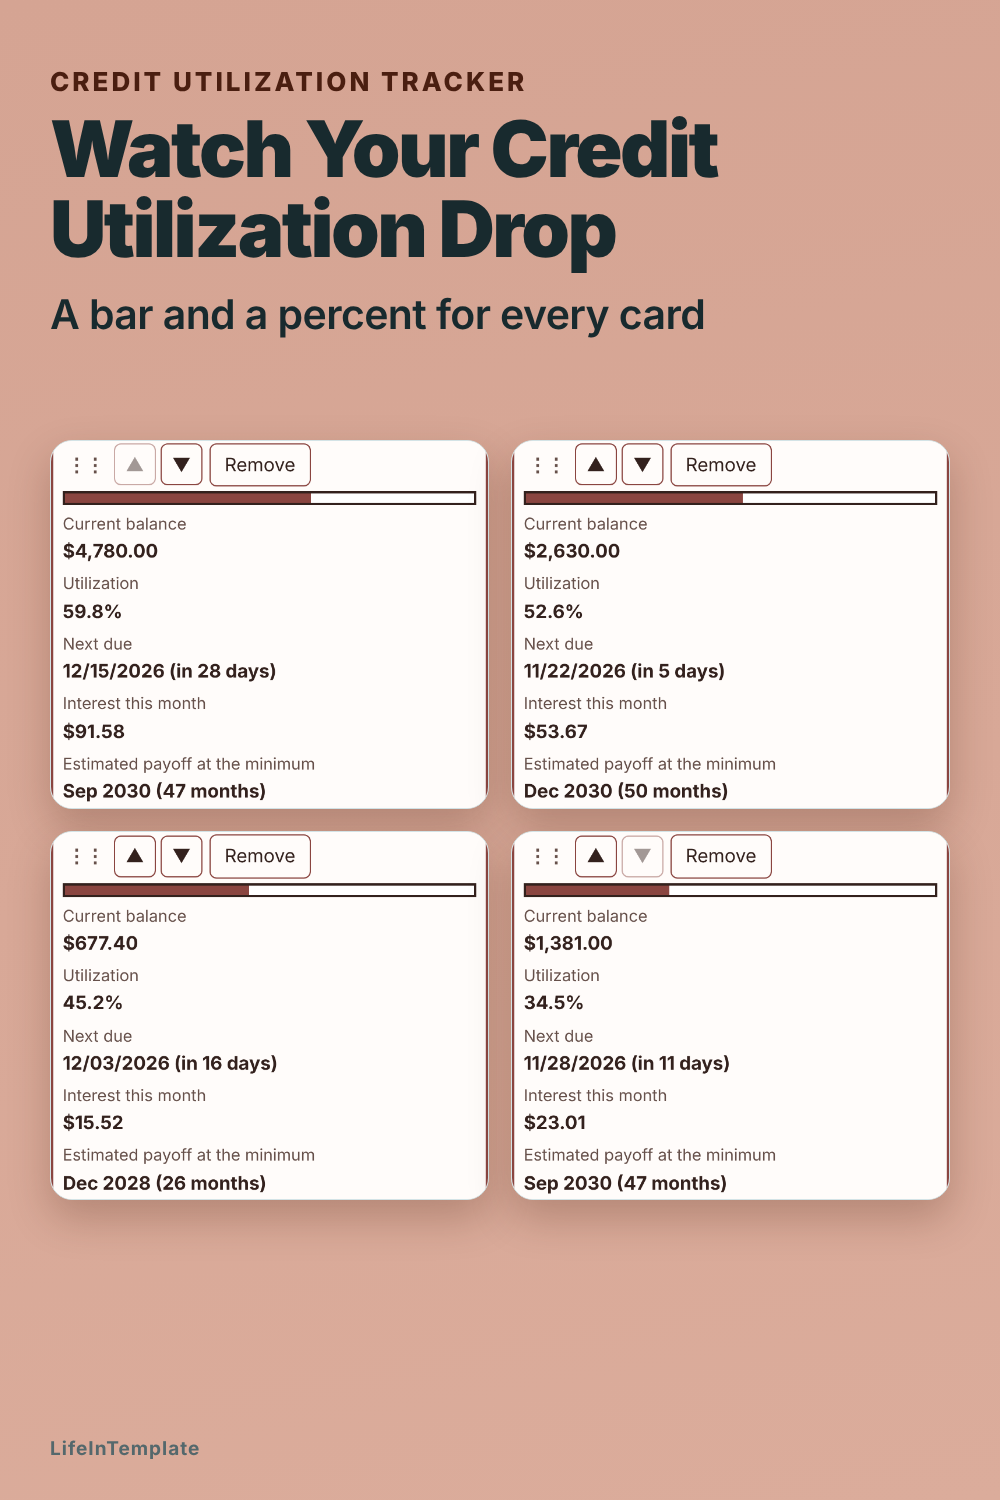 CREDIT UTILIZATION TRACKER
Watch Your Credit
Utilization Drop
A bar and a percent for every card
Remove
Current balance
$4,780.00
Utilization
59.8%
Next due
12/15/2026 (in 28 days)
Interest this month
$91.58
Estimated payoff at the minimum
Sep 2030 (47 months)
Remove
Current balance
$2,630.00
Utilization
52.6%
Next due
11/22/2026 (in 5 days)
Interest this month
$53.67
Estimated payoff at the minimum
Dec 2030 (50 months)
Remove
Current balance
$677.40
Utilization
45.2%
Next due
12/03/2026 (in 16 days)
Interest this month
$15.52
Estimated payoff at the minimum
Dec 2028 (26 months)
Remove
Current balance
$1,381.00
Utilization
34.5%
Next due
11/28/2026 (in 11 days)
Interest this month
$23.01
Estimated payoff at the minimum
Sep 2030 (47 months)
LifeInTemplate